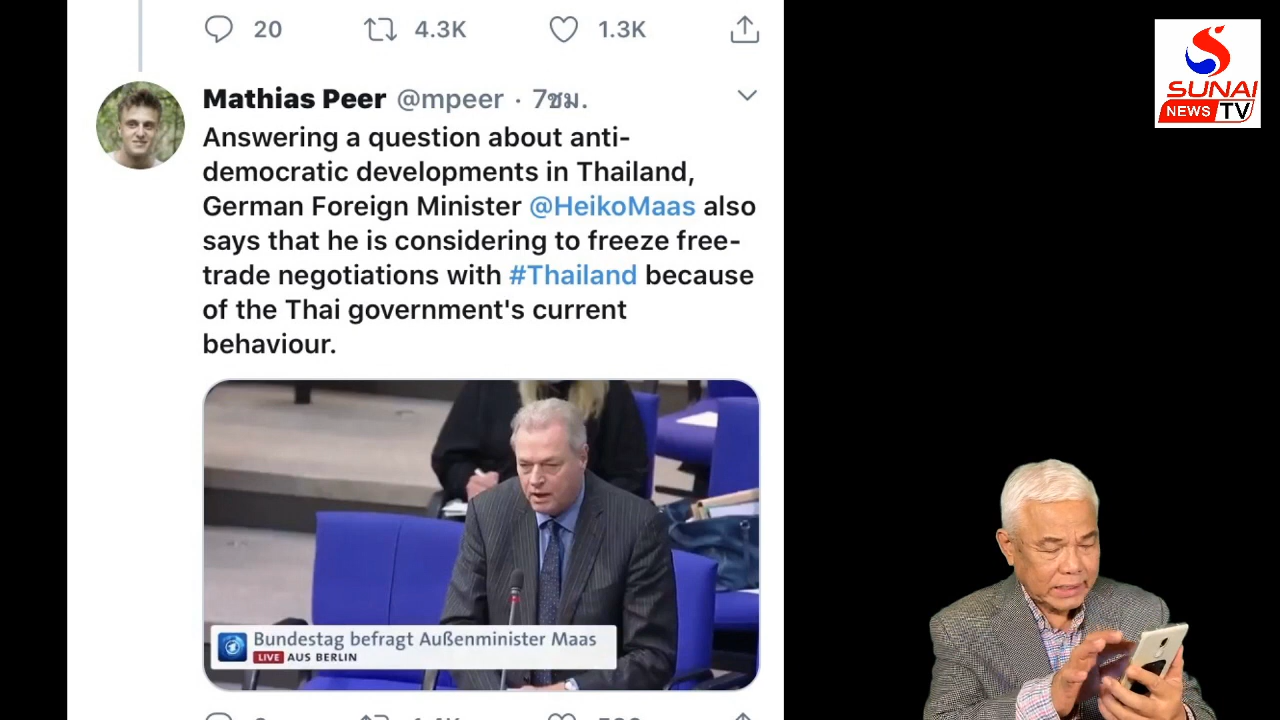 20 4.3K 1.3K
SUNAI
NEWS TV
Mathias Peer @mpeer · 7ชม.
Answering a question about anti-
democratic developments in Thailand,
German Foreign Minister @HeikoMaas also
says that he is considering to freeze free-
trade negotiations with #Thailand because
of the Thai government's current
behaviour.
Bundestag befragt Außenminister Maas
LIVE AUS BERLIN